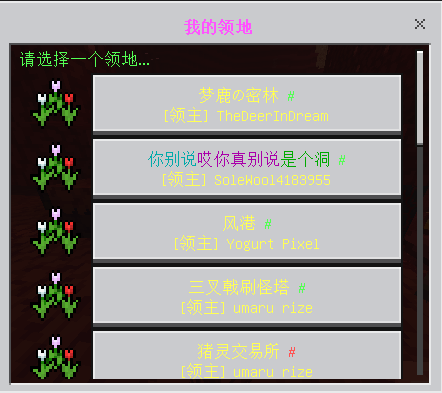 我的领地
请选择一个领地...
梦鹿の密林 #
[领主] TheDeerInDream
你别说哎你真别说是个洞 #
[领主] SoleWool4183955
风港 #
[领主] Yogurt Pixel
三叉戟刷怪塔 #
[领主] umaru rize
猪灵交易所 #
[领主] umaru rize